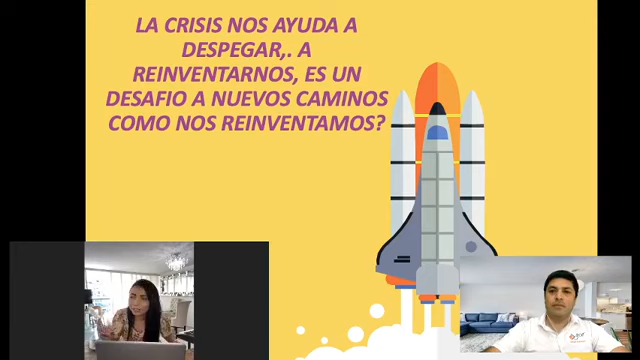 LA CRISIS NOS AYUDA A
DESPEGAR,. A
REINVENTARNOS, ES UN
DESAFIO A NUEVOS CAMINOS
COMO NOS REINVENTAMOS?